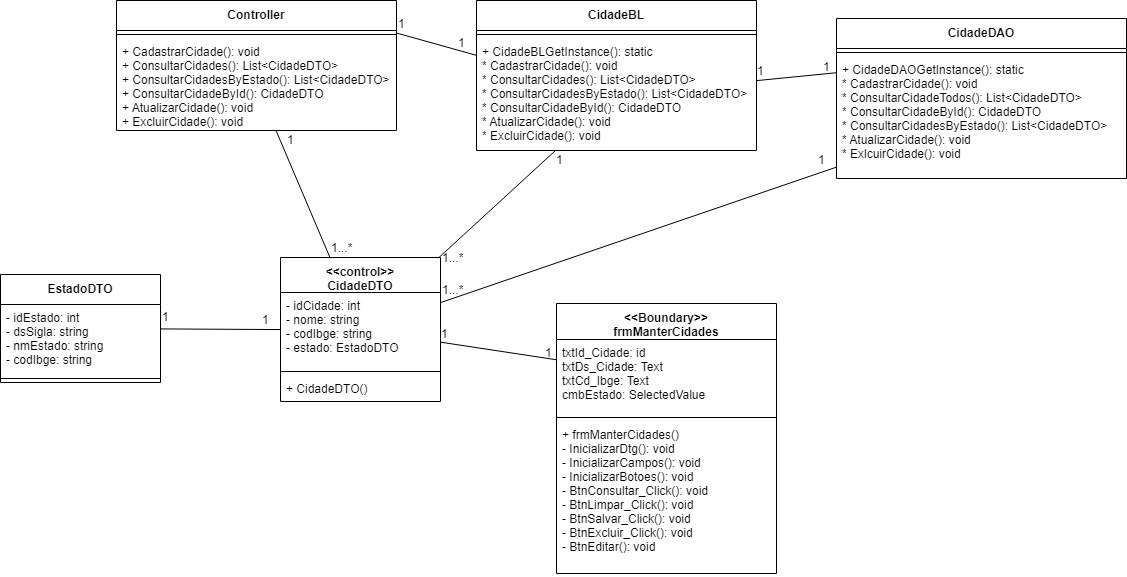 Controller
+ CadastrarCidade(): void
+ ConsultarCidades(): List<CidadeDTO>
+ ConsultarCidadesByEstado(): List<CidadeDTO>
+ ConsultarCidadeById(): CidadeDTO
+ AtualizarCidade(): void
+ ExcluirCidade(): void
1
1
CidadeBL
+ CidadeBLGetInstance(): static
* CadastrarCidade(): void
* ConsultarCidades(): List<CidadeDTO>
* ConsultarCidadesByEstado(): List<CidadeDTO>
* ConsultarCidadeById(): CidadeDTO
* AtualizarCidade(): void
* ExcluirCidade(): void
1
1
CidadeDAO
+ CidadeDAOGetInstance(): static
* CadastrarCidade(): void
* ConsultarCidadeTodos(): List<CidadeDTO>
* ConsultarCidadeById(): CidadeDTO
* ConsultarCidadesByEstado(): List<CidadeDTO>
* AtualizarCidade(): void
* ExlcuirCidade(): void
1
1
1
1...*
1...*
1...*
EstadoDTO
- idEstado: int
- dsSigla: string
- nmEstado: string
- codIbge: string
1
1
<<control>>
CidadeDTO
- idCidade: int
- nome: string
- codIbge: string
- estado: EstadoDTO
+ CidadeDTO()
1
1
<<Boundary>>
frmManterCidades
txtId_Cidade: id
txtDs_Cidade: Text
txtCd_Ibge: Text
cmbEstado: SelectedValue
+ frmManterCidades()
- InicializarDtg(): void
- InicializarCampos(): void
- InicializarBotoes(): void
- BtnConsultar_Click(): void
- BtnLimpar_Click(): void
- BtnSalvar_Click(): void
- BtnExcluir_Click(): void
- BtnEditar(): void